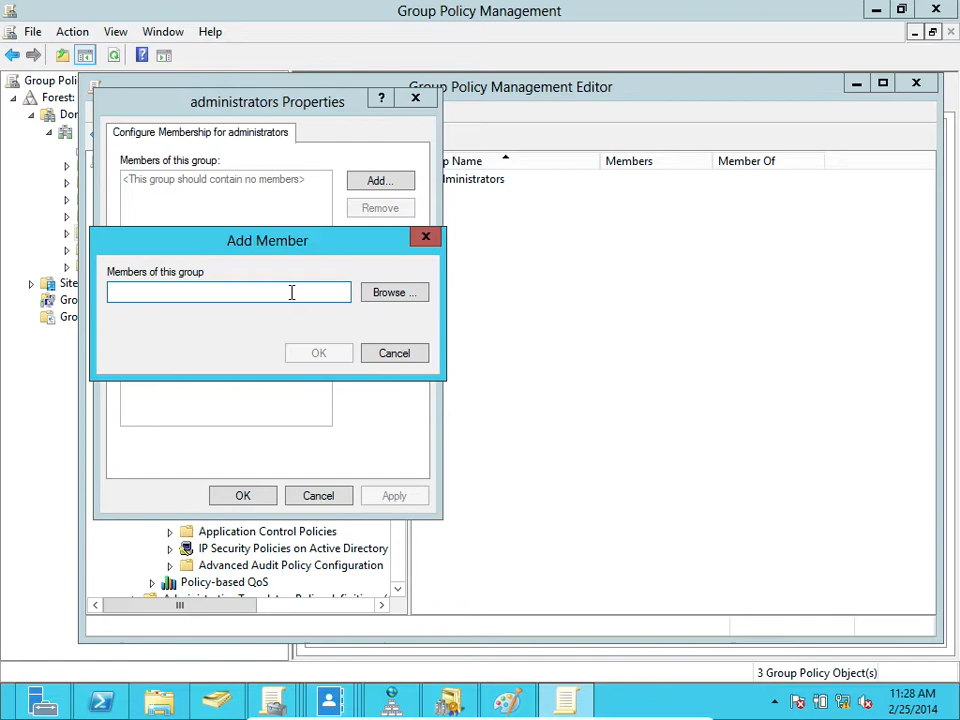 Group Policy Management
File Action View Window Help
Group Poli
Forest:
Don
Site
Gro
Gro
Group Policy Management Editor
administrators Properties
?
Configure Membership for administrators
Members of this group:
<This group should contain no members>
Add...
Remove
p Name Members Member Of
dministrators
Add Member
Members of this group
Browse ...
OK Cancel
OK Cancel Apply
Application Control Policies
IP Security Policies on Active Directory
Advanced Audit Policy Configuration
Policy-based QoS
3 Group Policy Object(s)
11:28 AM
2/25/2014